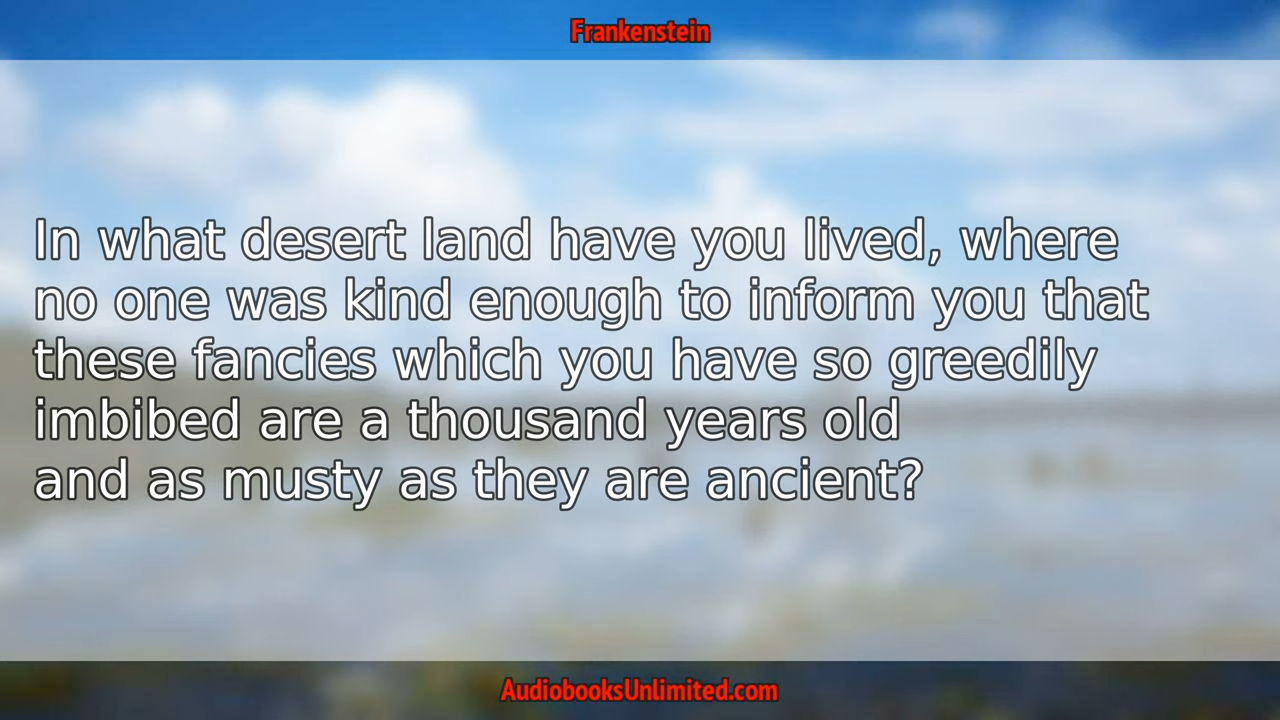 Frankenstein
In what desert land have you lived, where
no one was kind enough to inform you that
these fancies which you have so greedily
imbibed are a thousand years old
and as musty as they are ancient?
AudiobooksUnlimited.com